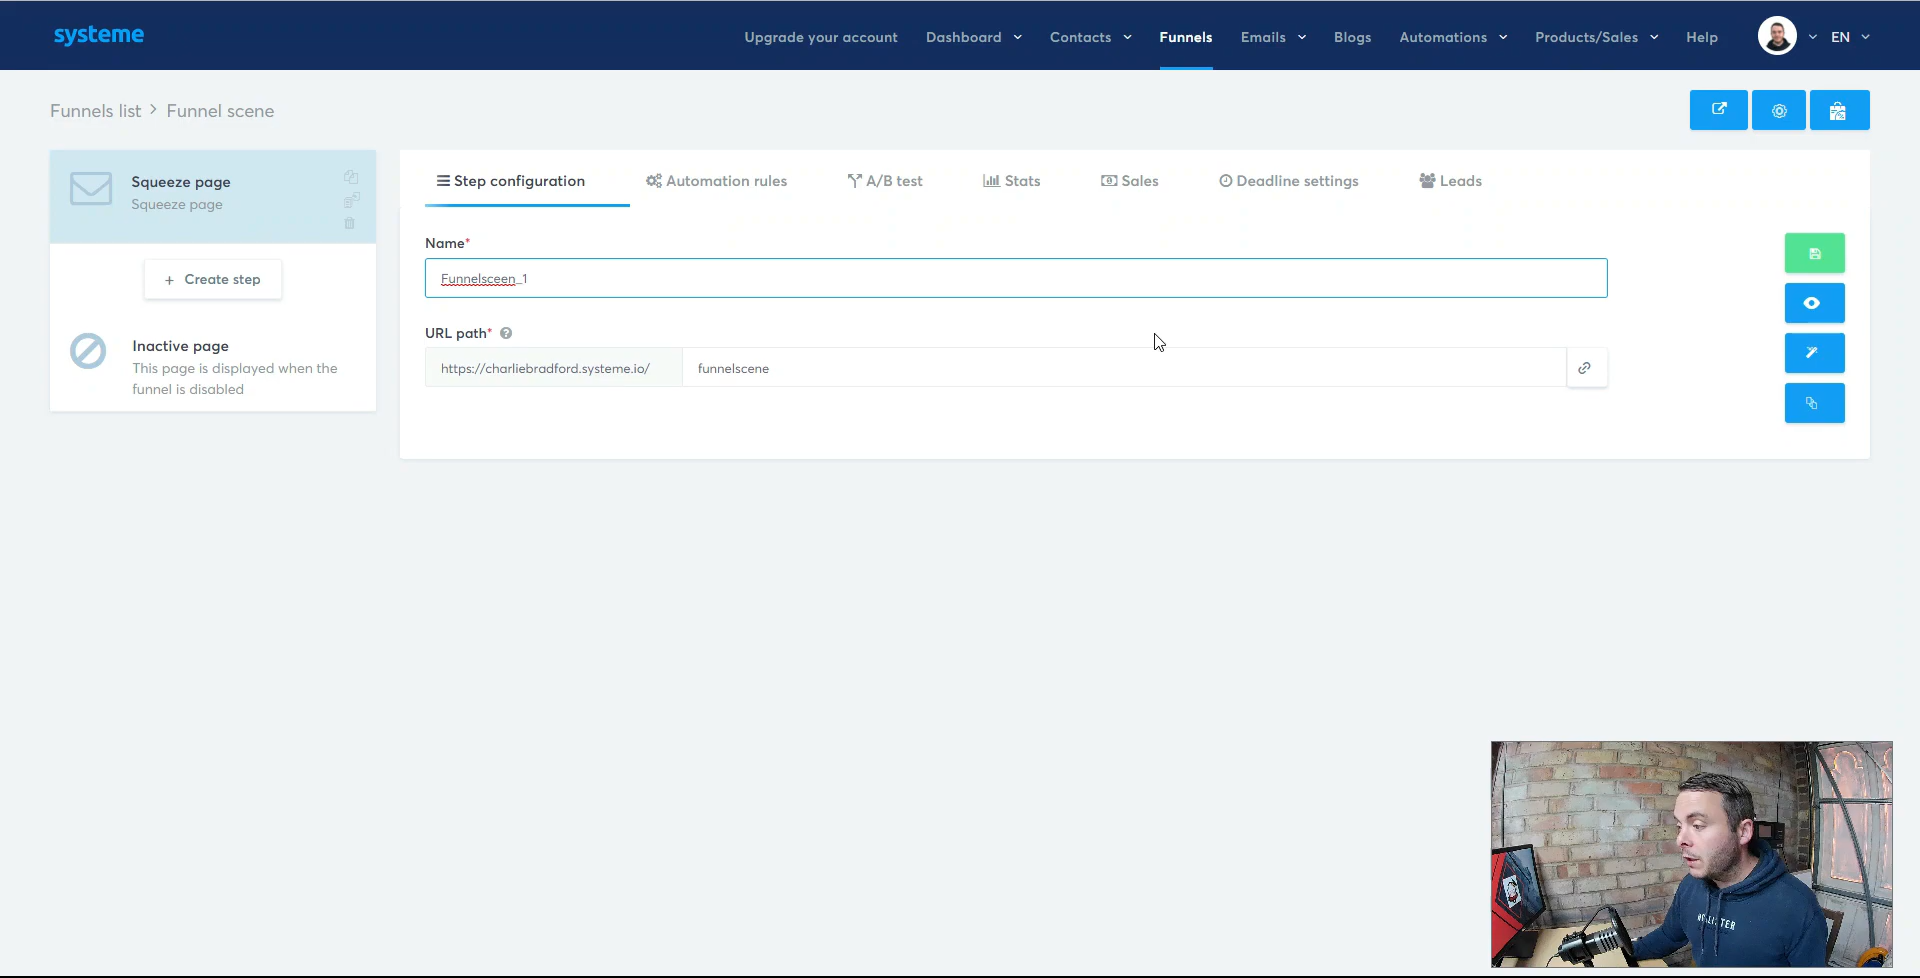 systeme
Upgrade your account Dashboard Contacts Funnels Emails Blogs Automations Products/Sales Help EN
Funnels list > Funnel scene
Squeeze page
Squeeze page
+ Create step
Inactive page
This page is displayed when the
funnel is disabled
Step configuration Automation rules A/B test Stats Sales Deadline settings Leads
Name*
Funnelsceen_1
URL path* ?
https://charliebradford.systeme.io/ funnelscene